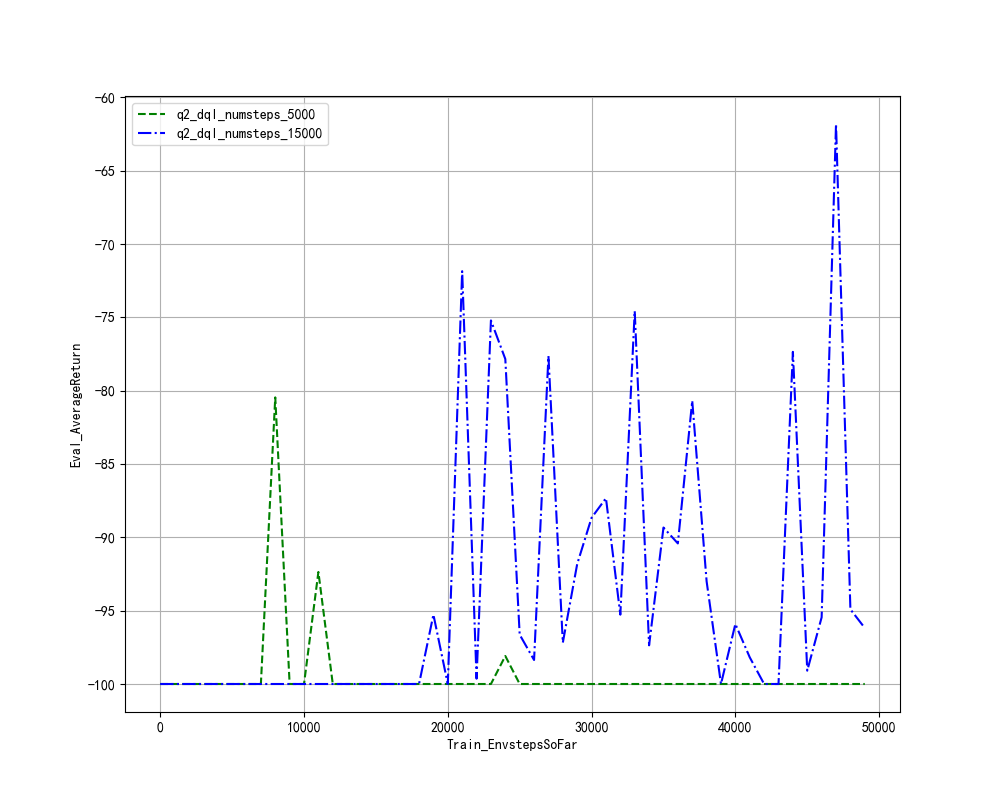 q2_dql_numsteps_5000
q2_dql_numsteps_15000
Eval_AverageReturn
−60
−65
−70
−75
−80
−85
−90
−95
−100
0 10000 20000 30000 40000 50000
Train_EnvstepsSoFar